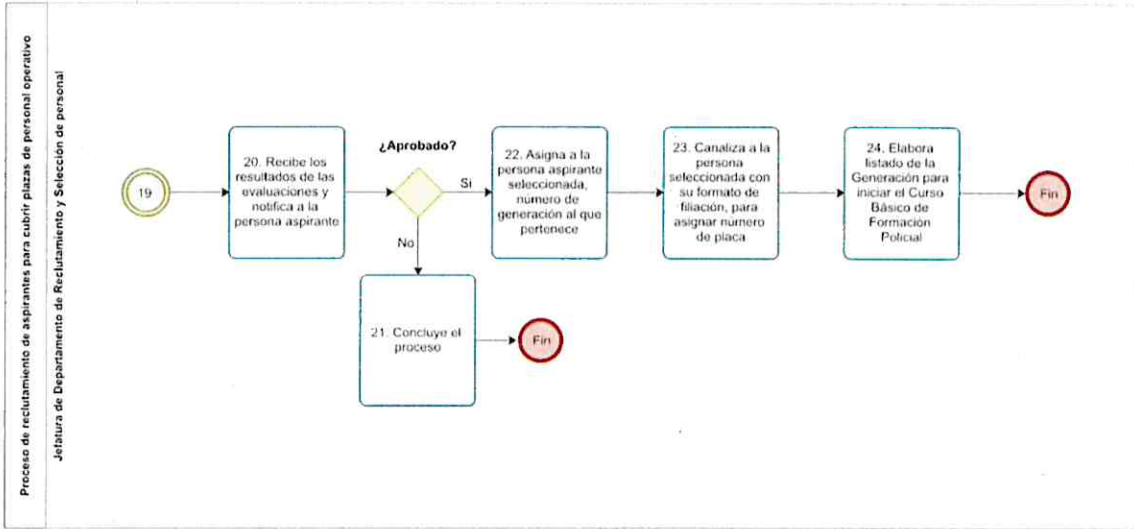 Proceso de reclutamiento de aspirantes para cubrir plazas de personal operativo
Jefatura de Departamento de Reclutamiento y Selección de personal
19
20. Recibe los
resultados de las
evaluaciones y
notifica a la
persona aspirante
¿Aprobado?
Si
No
22. Asigna a la
persona aspirante
seleccionada,
número de
generación al que
pertenece
23. Canaliza a la
persona
seleccionada con
su formato de
filiación, para
asignar número
de placa
24. Elabora
listado de la
Generación para
iniciar el Curso
Básico de
Formación
Policial
Fin
21. Concluye el
proceso
Fin